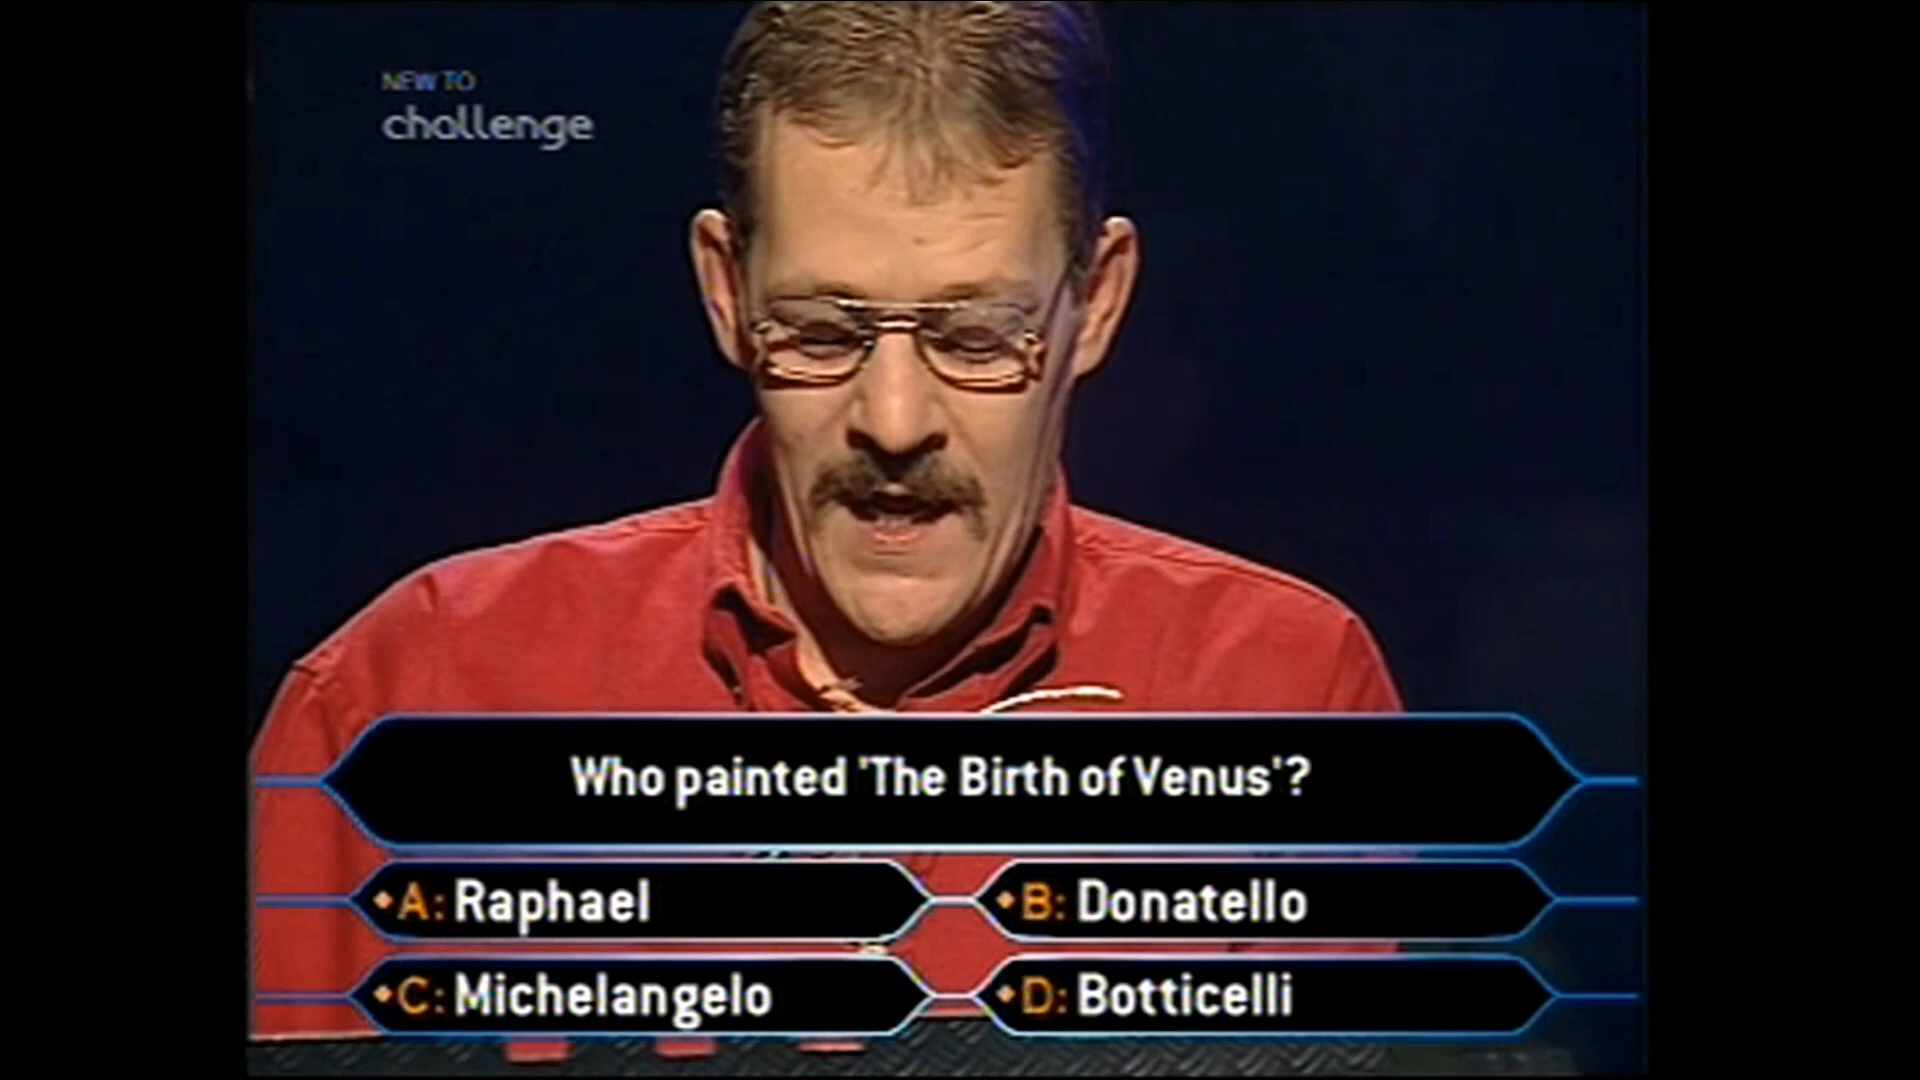 NEW TO
challenge
Who painted 'The Birth of Venus'?
A: Raphael
B: Donatello
C: Michelangelo
D: Botticelli